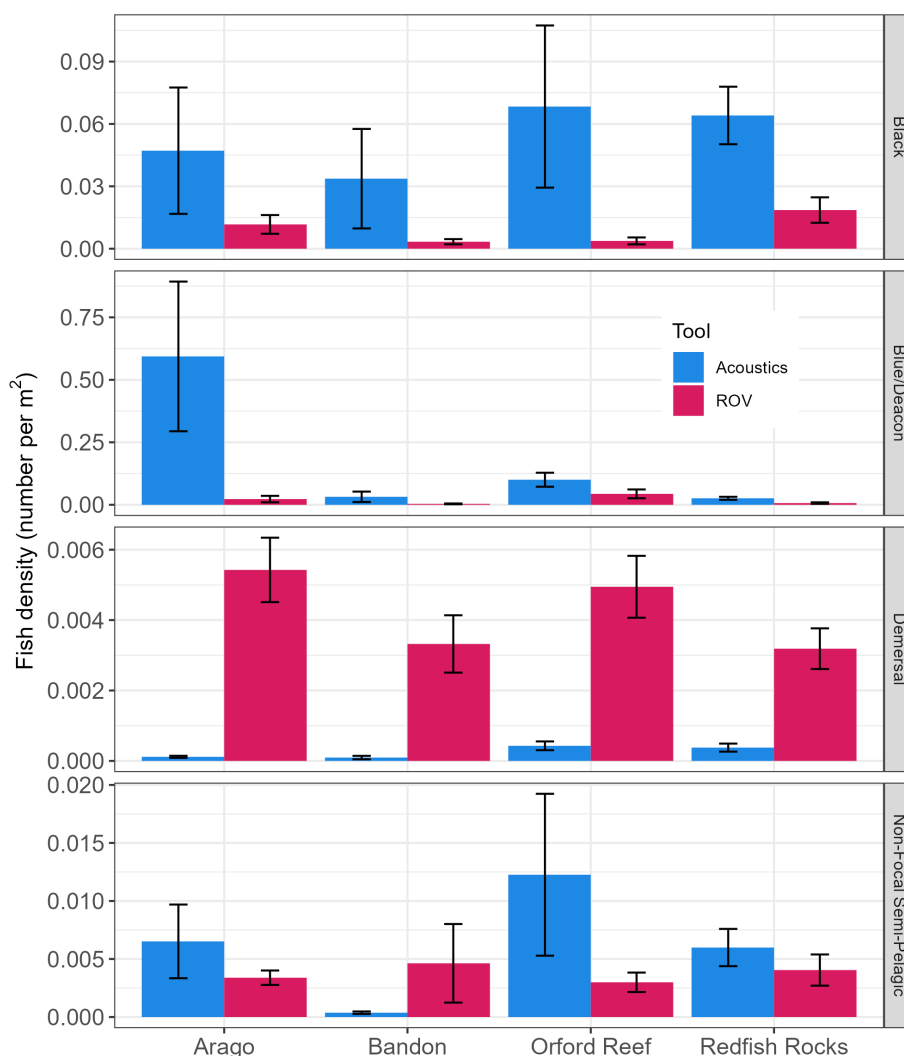 Fish density (number per m²)
0.09
0.06
0.03
0.00
Black
0.75
0.50
0.25
0.00
Blue/Deacon
Tool
Acoustics
ROV
0.006
0.004
0.002
0.000
Demersal
0.020
0.015
0.010
0.005
0.000
Non-Focal Semi-Pelagic
Arago Bandon Orford Reef Redfish Rocks